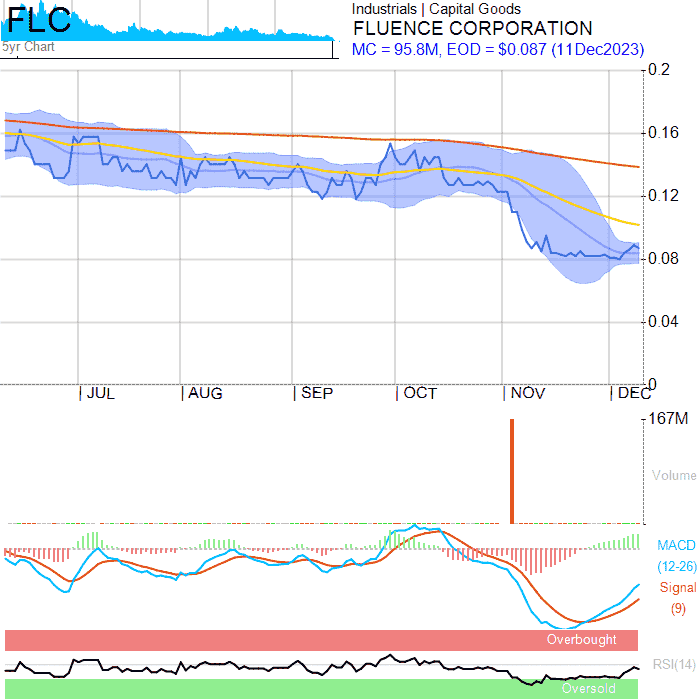 FLC
5yr Chart
Industrials | Capital Goods
FLUENCE CORPORATION
MC = 95.8M, EOD = $0.087 (11Dec2023)
0.2
0.16
0.12
0.08
0.04
0
JUL AUG SEP OCT NOV DEC
167M
Volume
MACD
(12-26)
Signal
(9)
Overbought
RSI(14)
Oversold